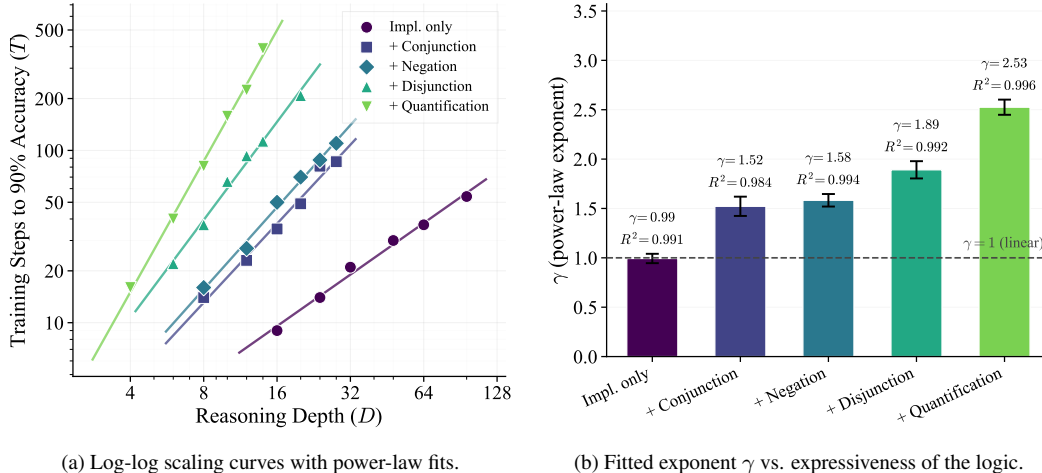 Training Steps to 90% Accuracy (T)
500
200
100
50
20
10
4
8
16
32
64
128
Reasoning Depth (D)
Impl. only
+ Conjunction
+ Negation
+ Disjunction
+ Quantification
(a) Log-log scaling curves with power-law fits.
γ (power-law exponent)
3.5
3.0
2.5
2.0
1.5
1.0
0.5
0.0
γ = 0.99
R² = 0.991
γ = 1.52
R² = 0.984
γ = 1.58
R² = 0.994
γ = 1.89
R² = 0.992
γ = 2.53
R² = 0.996
γ = 1 (linear)
Impl. only
+ Conjunction
+ Negation
+ Disjunction
+ Quantification
(b) Fitted exponent γ vs. expressiveness of the logic.